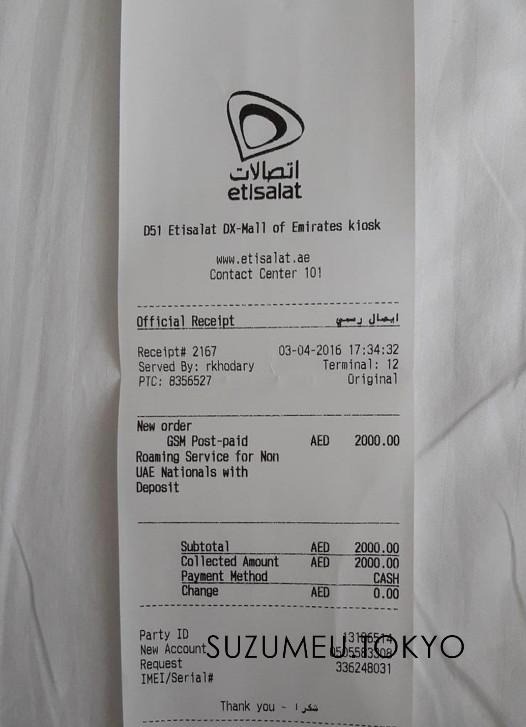 اتصالات
etisalat
D51 Etisalat DX-Mall of Emirates kiosk
www.etisalat.ae
Contact Center 101
Official Receipt ايصال رسمي
Receipt# 2167 03-04-2016 17:34:32
Served By: rkhodary Terminal: 12
PTC: 8356527 Original
New order
GSM Post-paid AED 2000.00
Roaming Service for Non
UAE Nationals with
Deposit
Subtotal AED 2000.00
Collected Amount AED 2000.00
Payment Method CASH
Change AED 0.00
Party ID
New Account
SUZUMEU.TOKYO
Request 336248031
IMEI/Serial#
Thank you - شكرا